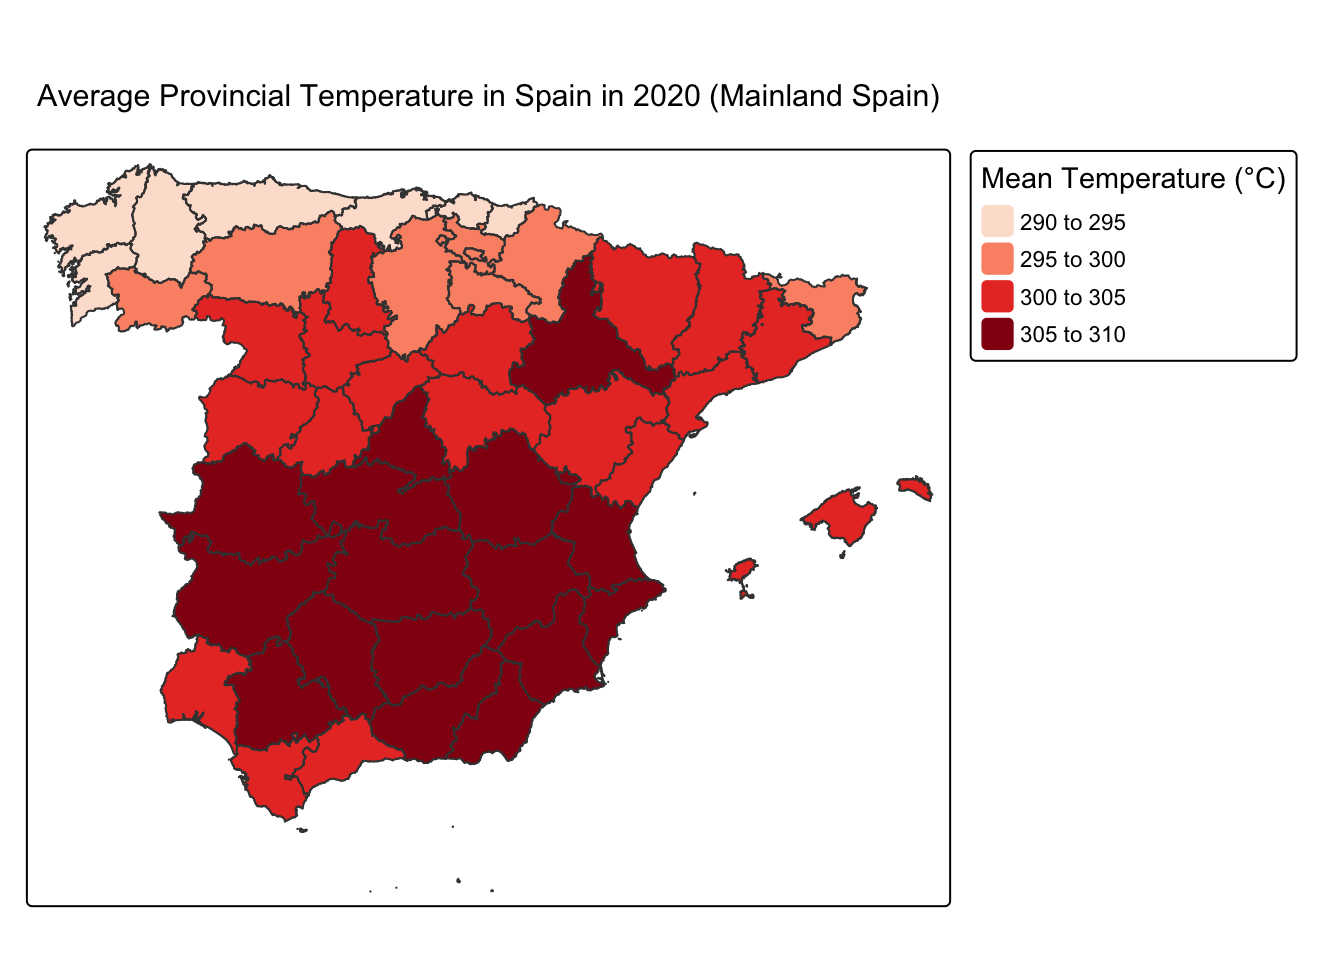 Average Provincial Temperature in Spain in 2020 (Mainland Spain)
Mean Temperature (°C)
290 to 295
295 to 300
300 to 305
305 to 310